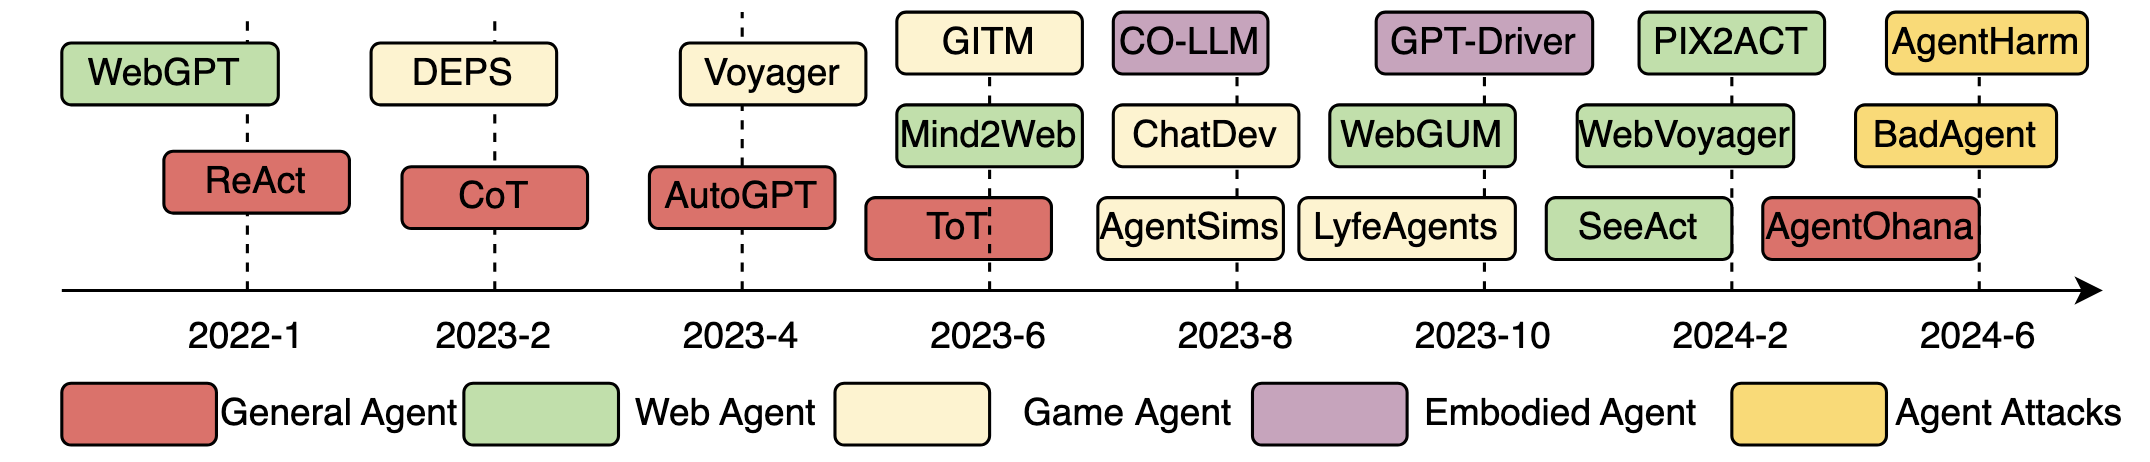 GITM
CO-LLM
GPT-Driver
PIX2ACT
AgentHarm
WebGPT
DEPS
Voyager
Mind2Web
ChatDev
WebGUM
WebVoyager
BadAgent
ReAct
CoT
AutoGPT
ToT
AgentSims
LyfeAgents
SeeAct
AgentOhana
2022-1
2023-2
2023-4
2023-6
2023-8
2023-10
2024-2
2024-6
General Agent
Web Agent
Game Agent
Embodied Agent
Agent Attacks